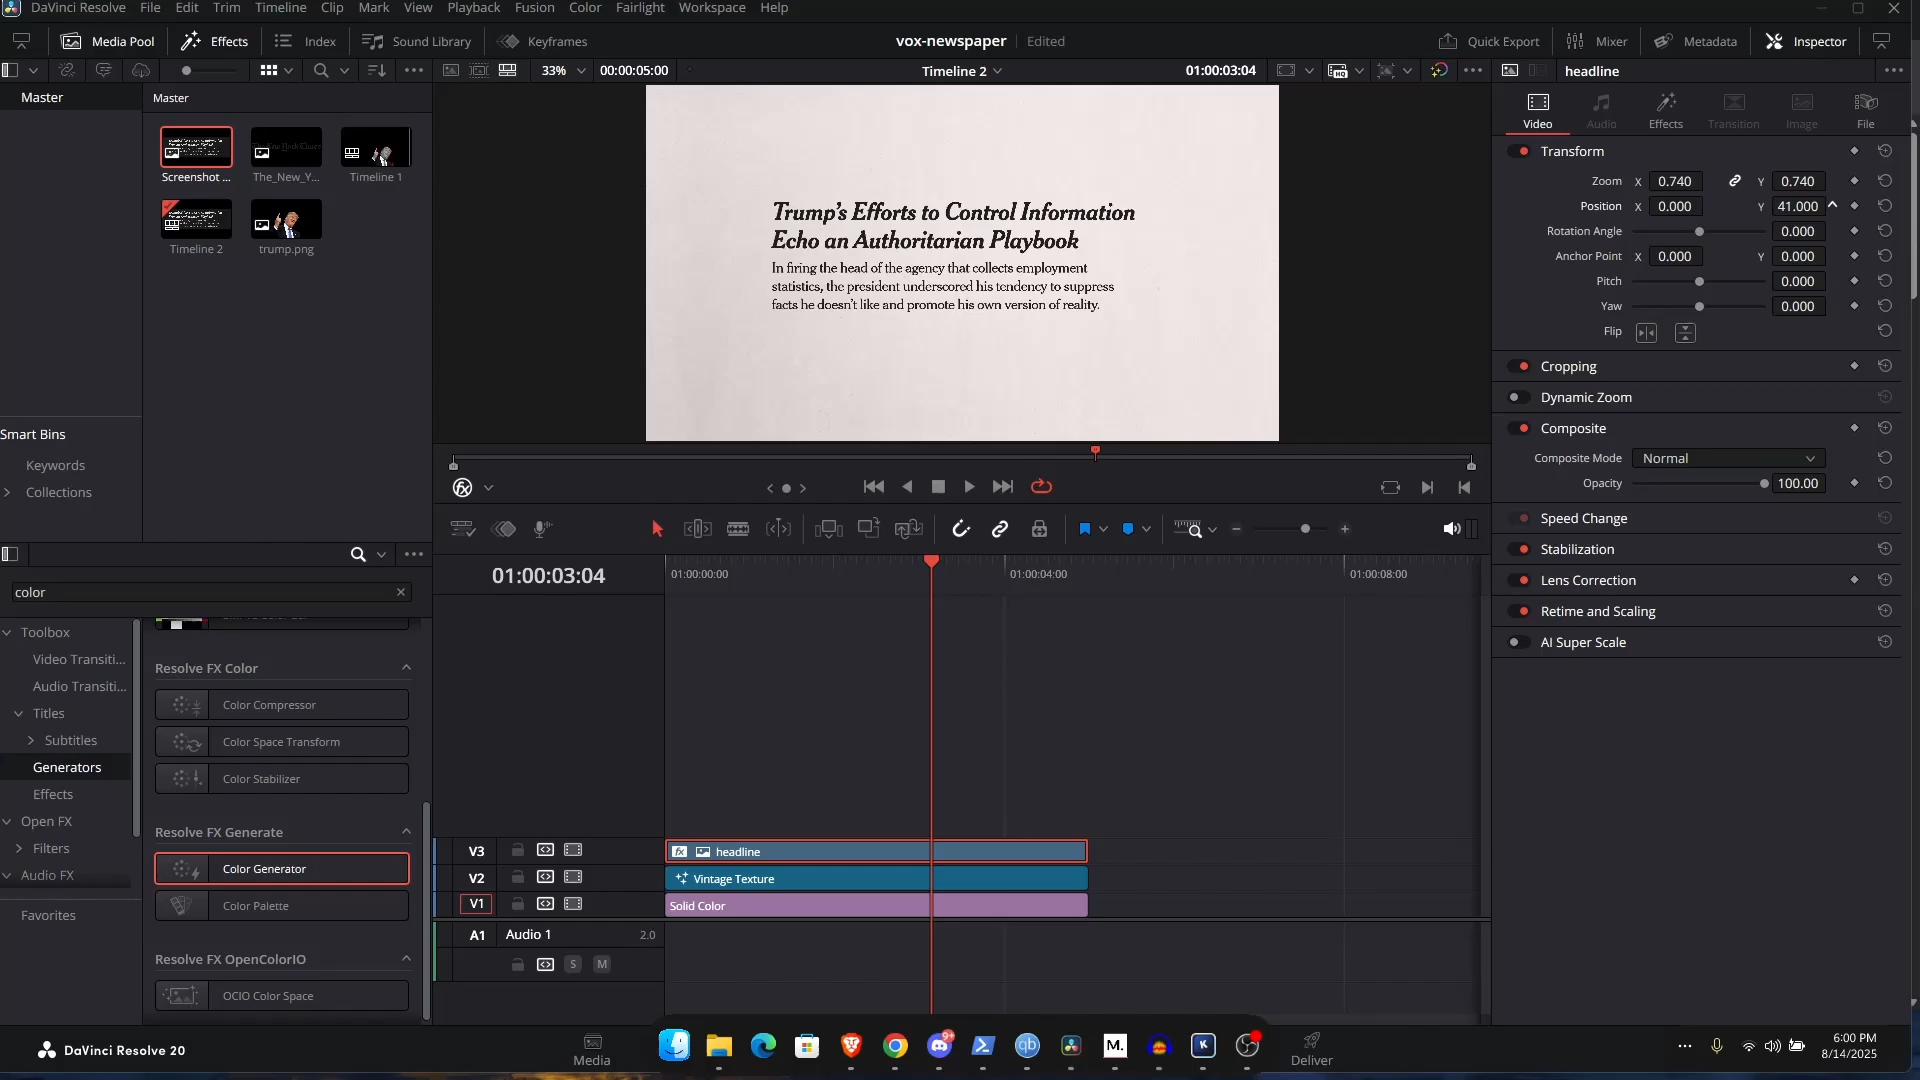 DaVinci Resolve File Edit Trim Timeline Clip Mark View Playback Fusion Color Fairlight Workspace Help
Media Pool Effects Index Sound Library Keyframes vox-newspaper Edited Quick Export Mixer Metadata Inspector
33% 00:00:05:00 Timeline 2 01:00:03:04 headline
Master
Master
Screenshot ...
The_New_Y...
Timeline 1
Timeline 2
trump.png
Smart Bins
Keywords
Collections
Trump's Efforts to Control Information
Echo an Authoritarian Playbook
In firing the head of the agency that collects employment
statistics, the president underscored his tendency to suppress
facts he doesn't like and promote his own version of reality.
Video Audio Effects Transition Image File
Transform
Zoom X 0.740 Y 0.740
Position X 0.000 Y 41.000
Rotation Angle 0.000
Anchor Point X 0.000 Y 0.000
Pitch 0.000
Yaw 0.000
Flip
Cropping
Dynamic Zoom
Composite
Composite Mode Normal
Opacity 100.00
Speed Change
Stabilization
Lens Correction
Retime and Scaling
AI Super Scale
color
Toolbox
Video Transiti...
Audio Transiti...
Titles
Subtitles
Generators
Effects
Open FX
Filters
Audio FX
Favorites
Resolve FX Color
Color Compressor
Color Space Transform
Color Stabilizer
Resolve FX Generate
Color Generator
Color Palette
Resolve FX OpenColorIO
OCIO Color Space
01:00:03:04
01:00:00:00 01:00:04:00 01:00:08:00
V3 fx headline
V2 Vintage Texture
V1 Solid Color
A1 Audio 1 2.0
S M
DaVinci Resolve 20
Media
9+
qb
M.
K
Deliver
6:00 PM
8/14/2025